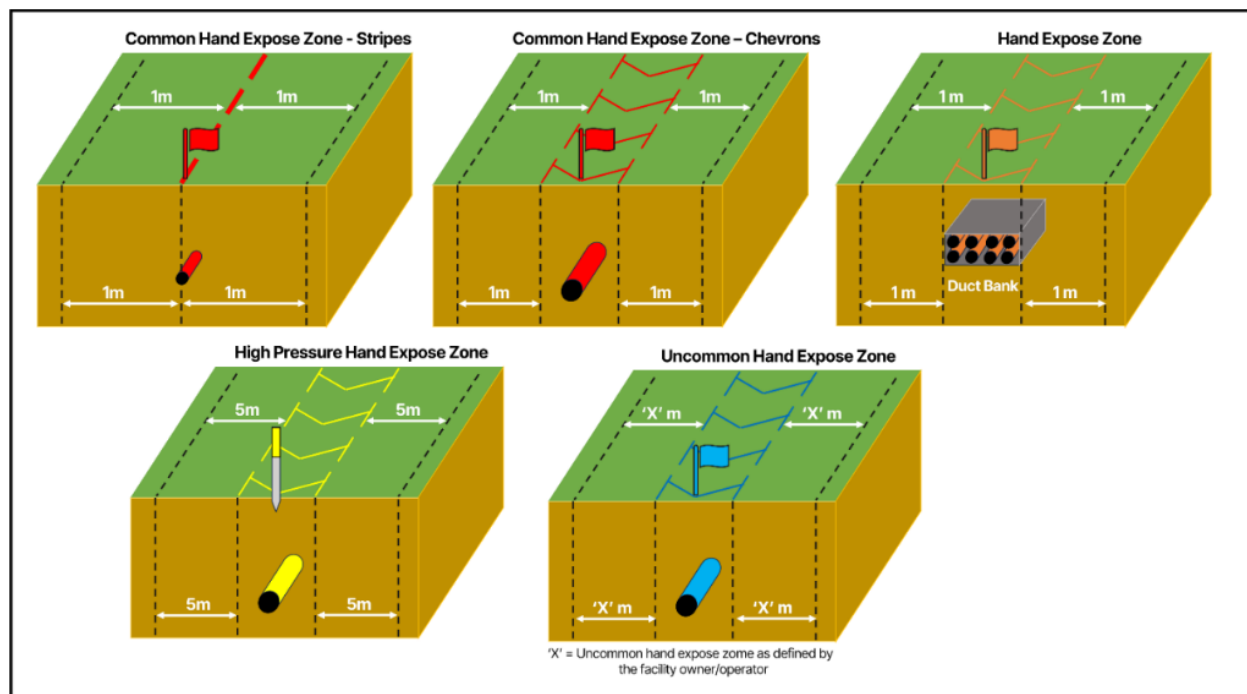 Common Hand Expose Zone - Stripes
1m
1m
1m
1m
Common Hand Expose Zone – Chevrons
1m
1m
1m
1m
Hand Expose Zone
1 m
1 m
Duct Bank
1 m
1 m
High Pressure Hand Expose Zone
5m
5m
5m
5m
Uncommon Hand Expose Zone
'X' m
'X' m
'X' m
'X' m
'X' = Uncommon hand expose zome as defined by
the facility owner/operator